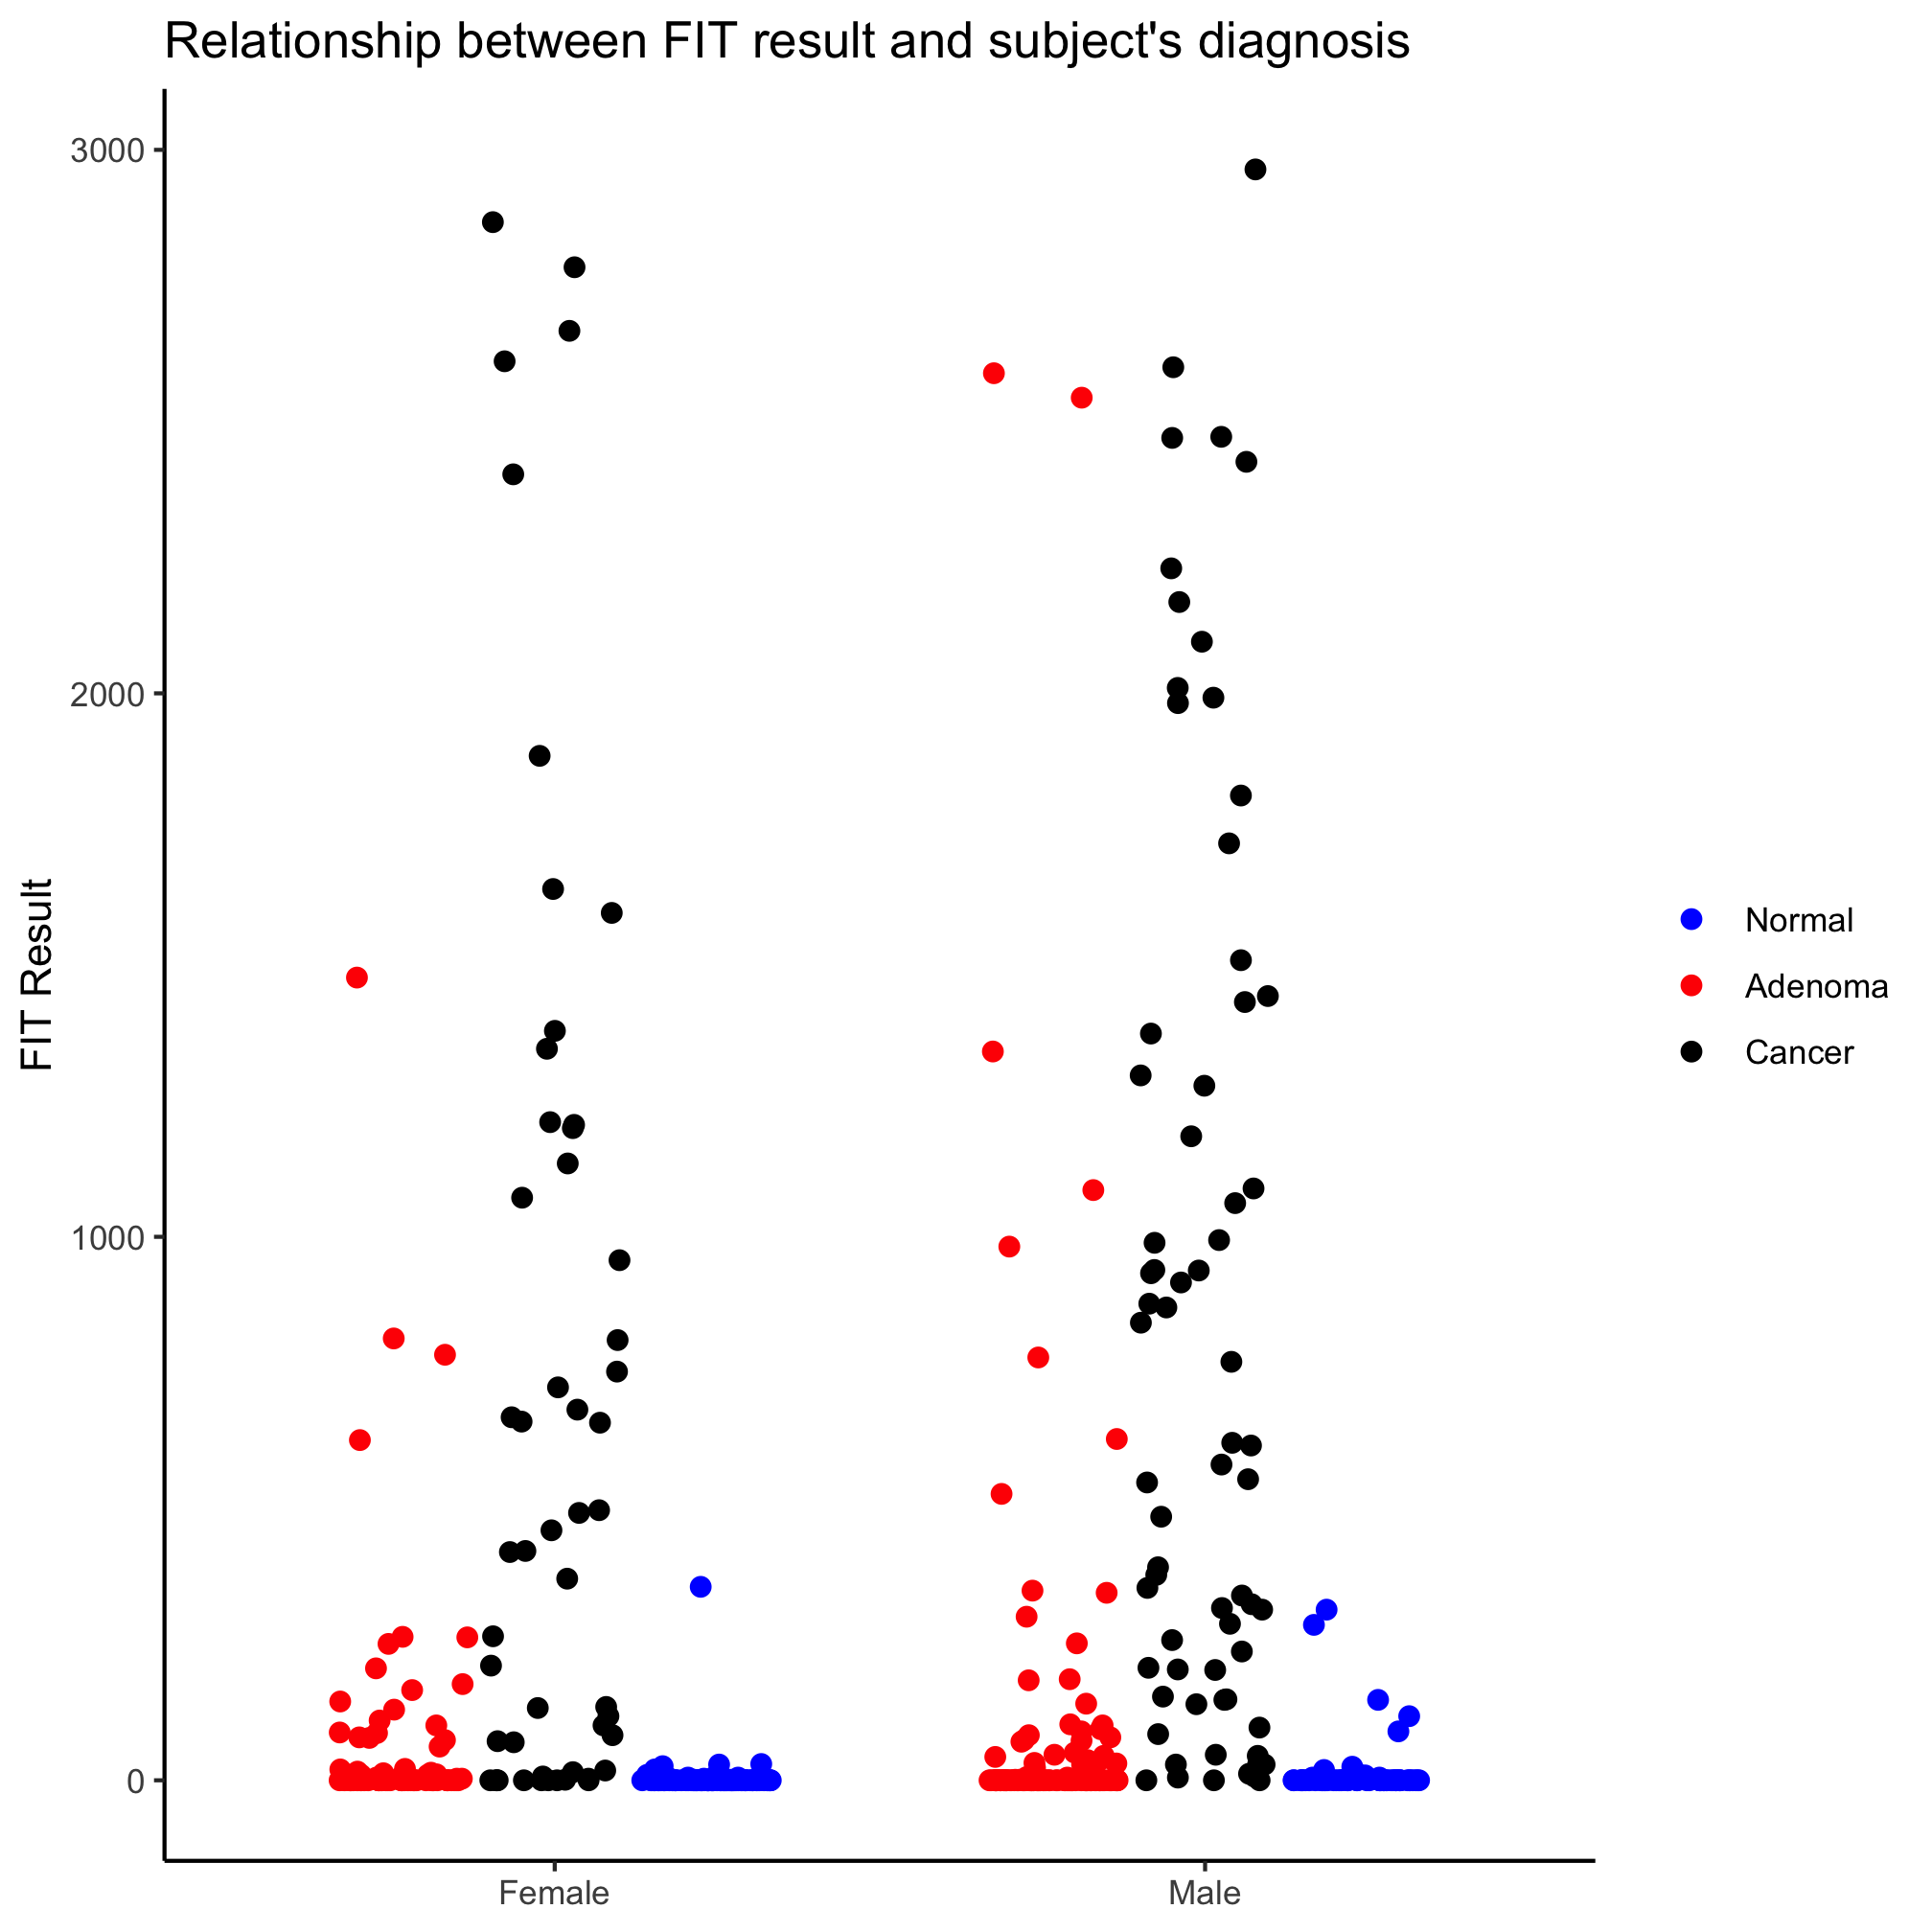 Relationship between FIT result and subject's diagnosis
3000
2000
1000
0
FIT Result
Female
Male
Normal
Adenoma
Cancer